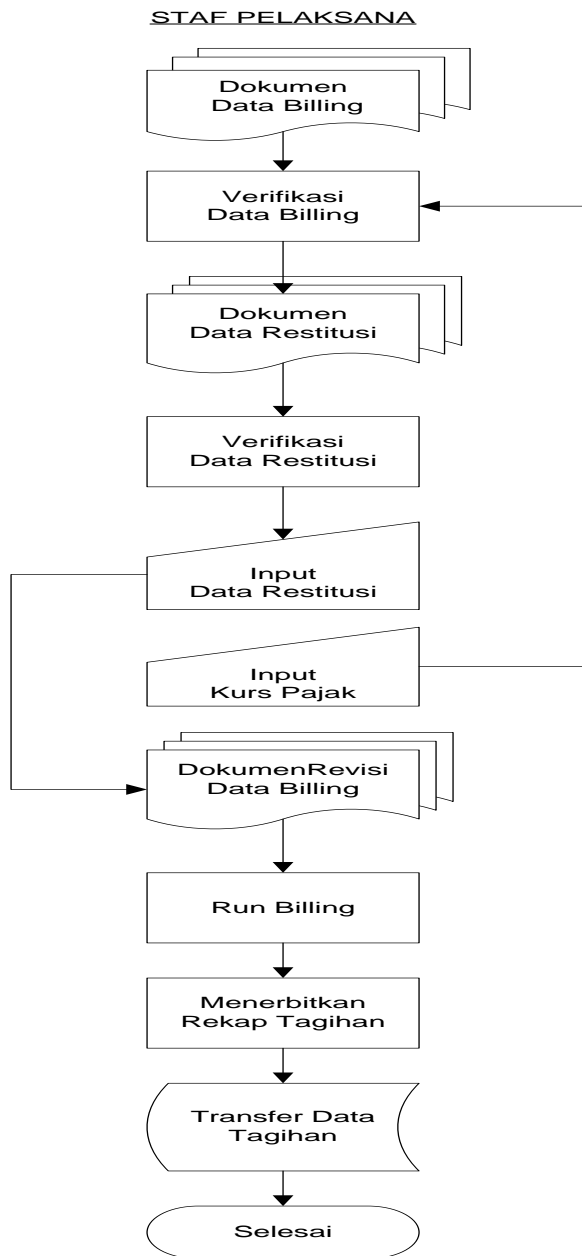 STAF PELAKSANA
Dokumen
Data Billing
Verifikasi
Data Billing
Dokumen
Data Restitusi
Verifikasi
Data Restitusi
Input
Data Restitusi
Input
Kurs Pajak
DokumenRevisi
Data Billing
Run Billing
Menerbitkan
Rekap Tagihan
Transfer Data
Tagihan
Selesai